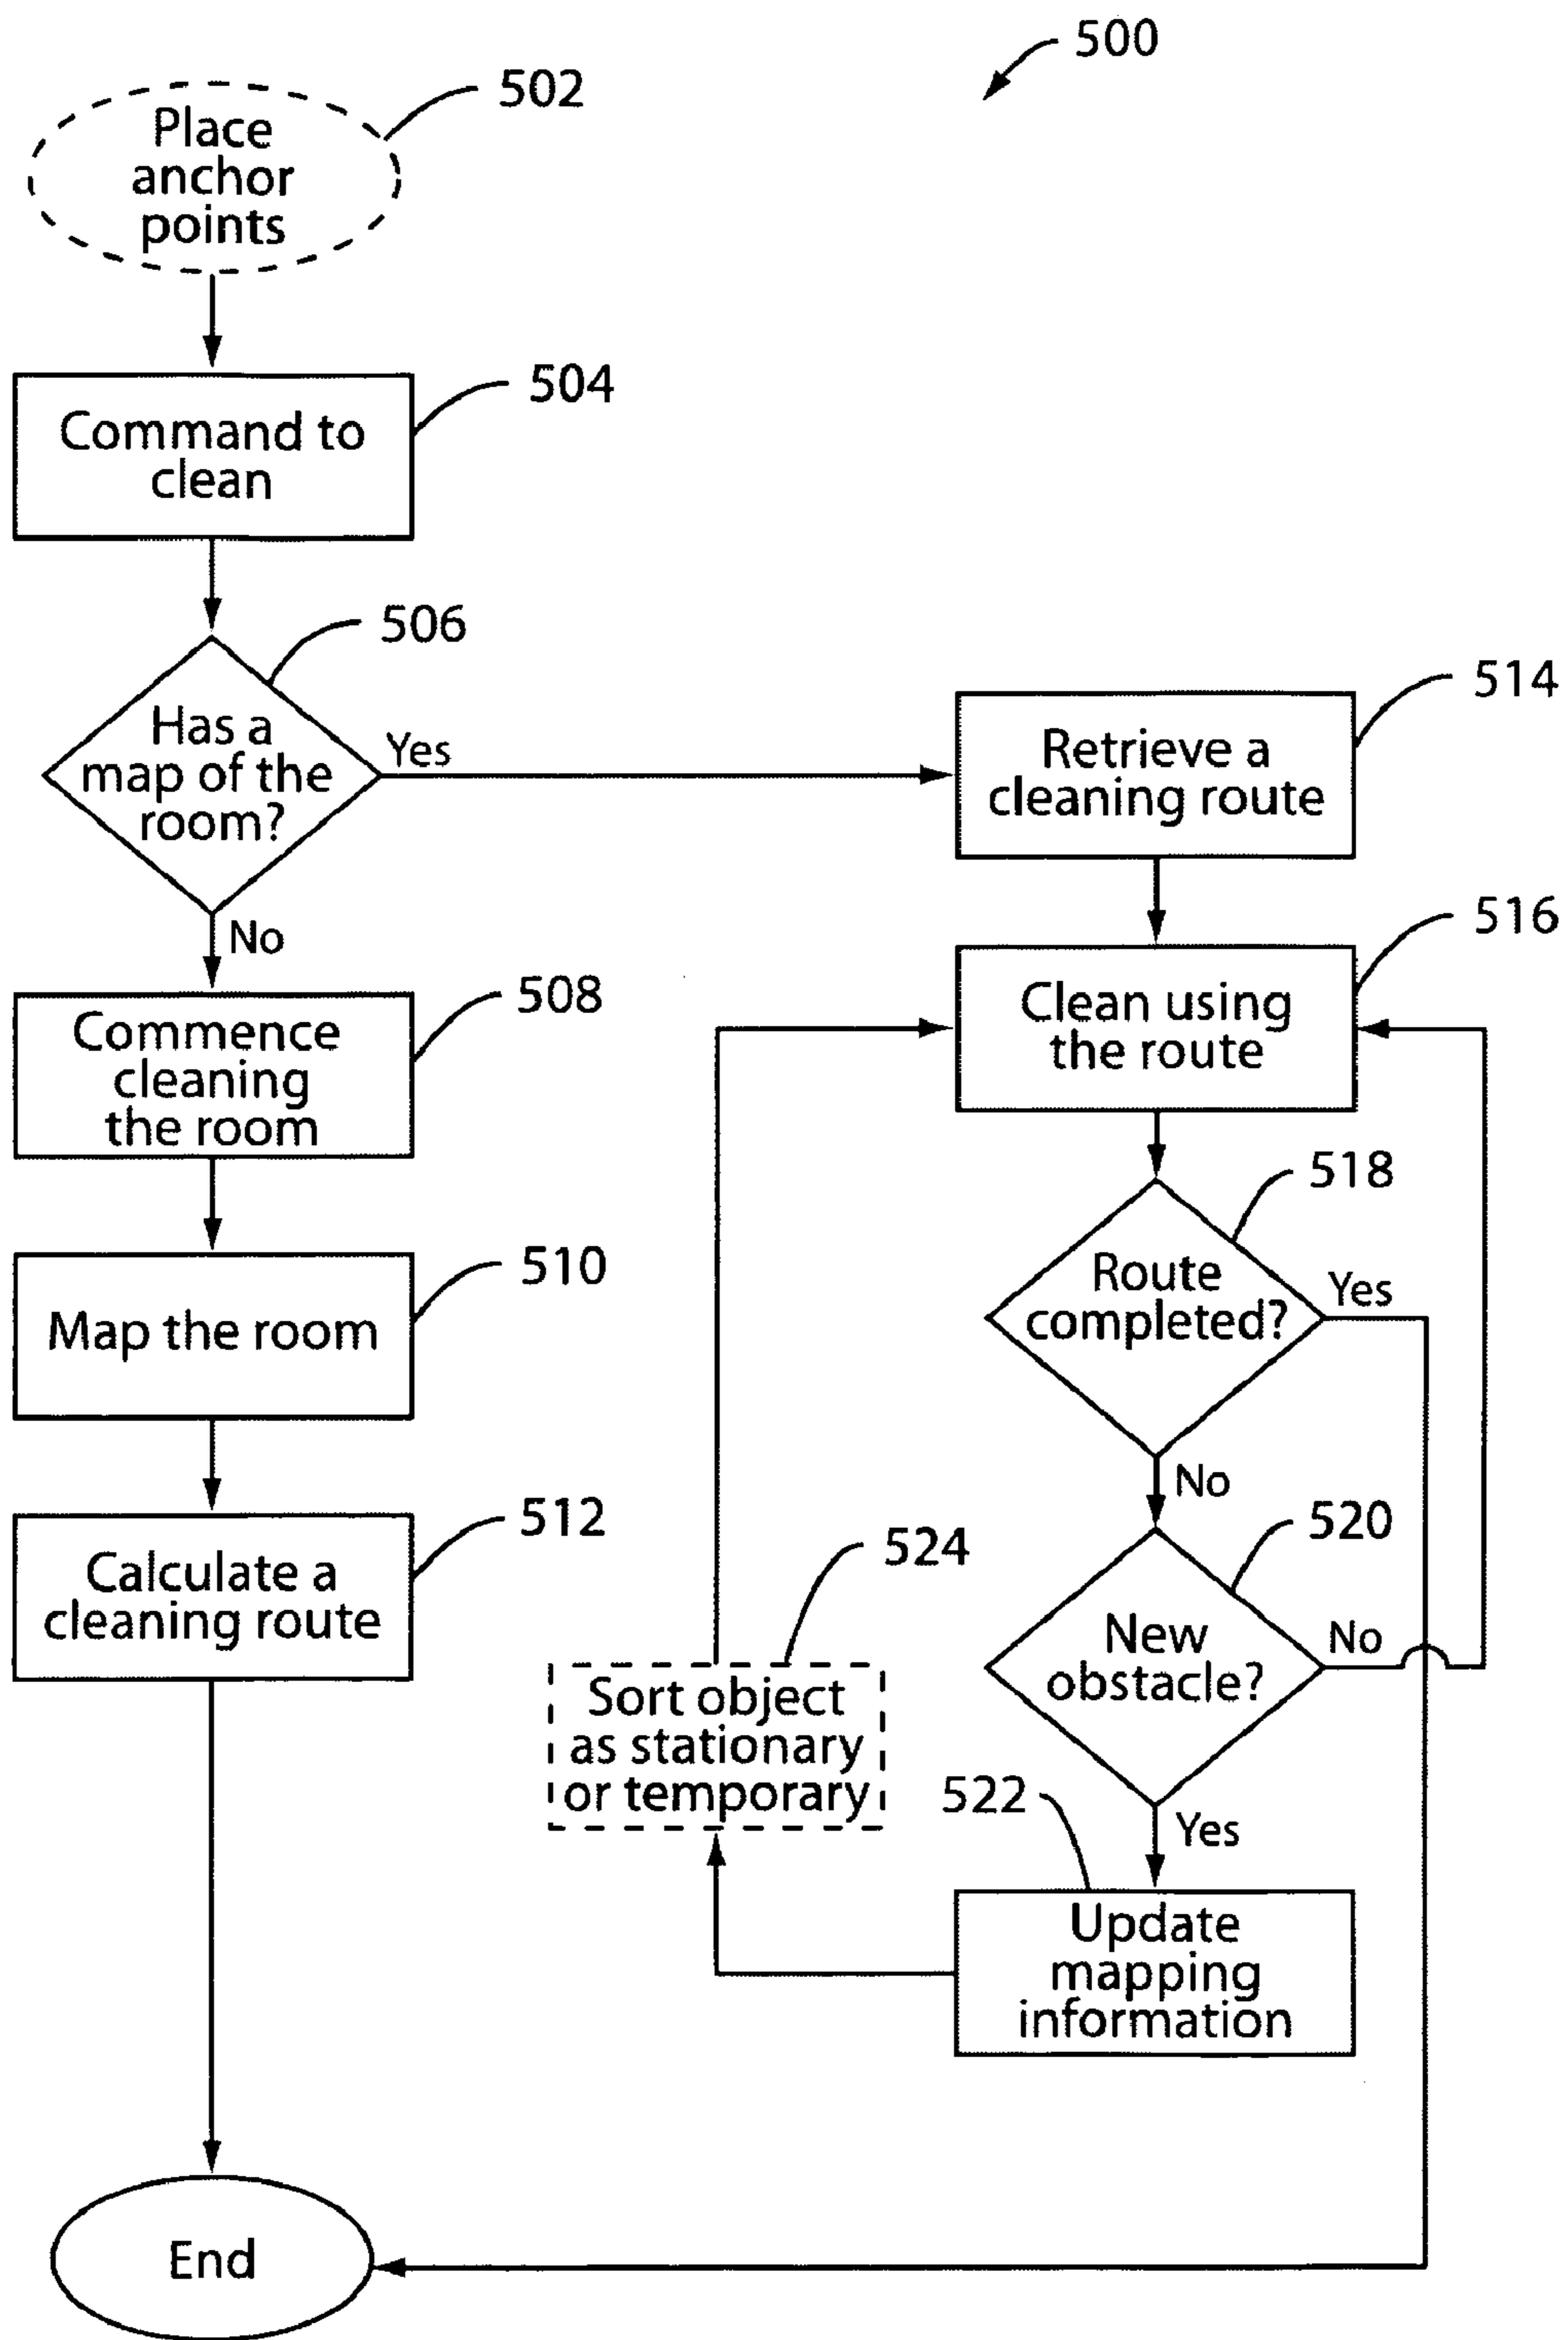 500
502
Place
anchor
points
504
Command to
clean
506
Has a
map of the
room?
Yes
No
508
Commence
cleaning
the room
510
Map the room
512
Calculate a
cleaning route
514
Retrieve a
cleaning route
516
Clean using
the route
518
Route
completed?
Yes
No
520
New
obstacle?
No
Yes
522
Update
mapping
information
524
Sort object
as stationary
or temporary
End